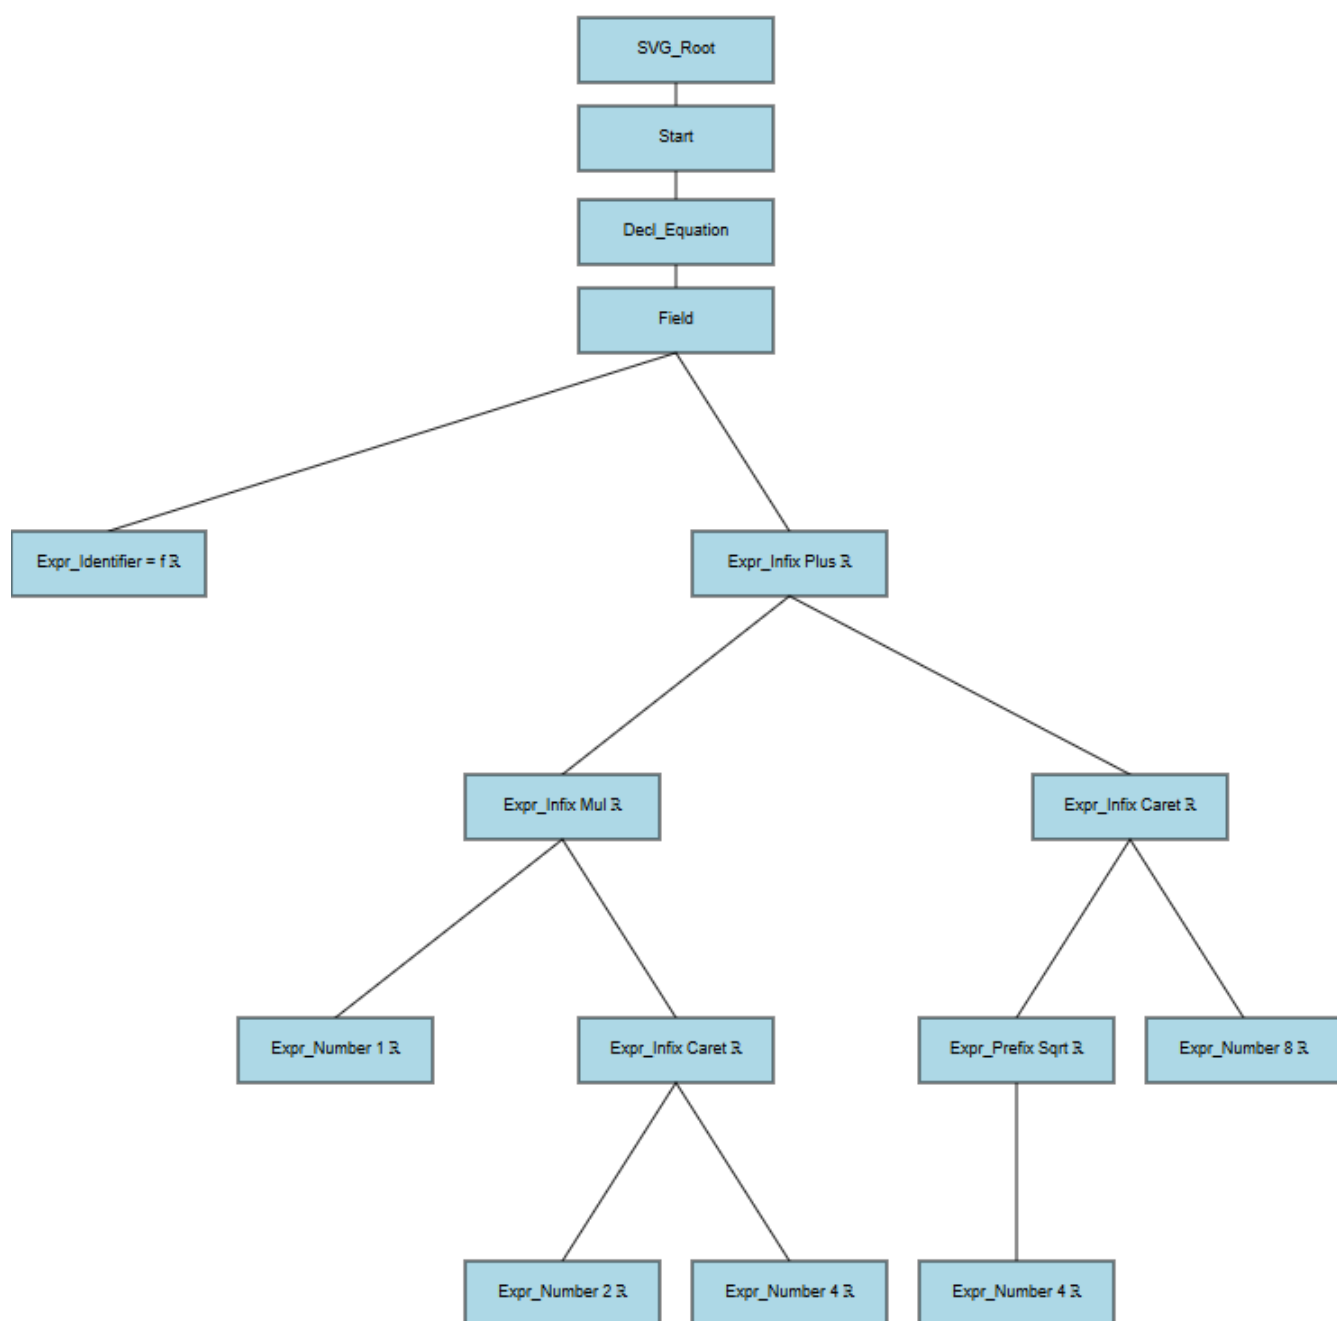 SVG_Root
Start
Decl_Equation
Field
Expr_Identifier = f ℝ
Expr_Infix Plus ℝ
Expr_Infix Mul ℝ
Expr_Infix Caret ℝ
Expr_Number 1 ℝ
Expr_Infix Caret ℝ
Expr_Prefix Sqrt ℝ
Expr_Number 8 ℝ
Expr_Number 2 ℝ
Expr_Number 4 ℝ
Expr_Number 4 ℝ